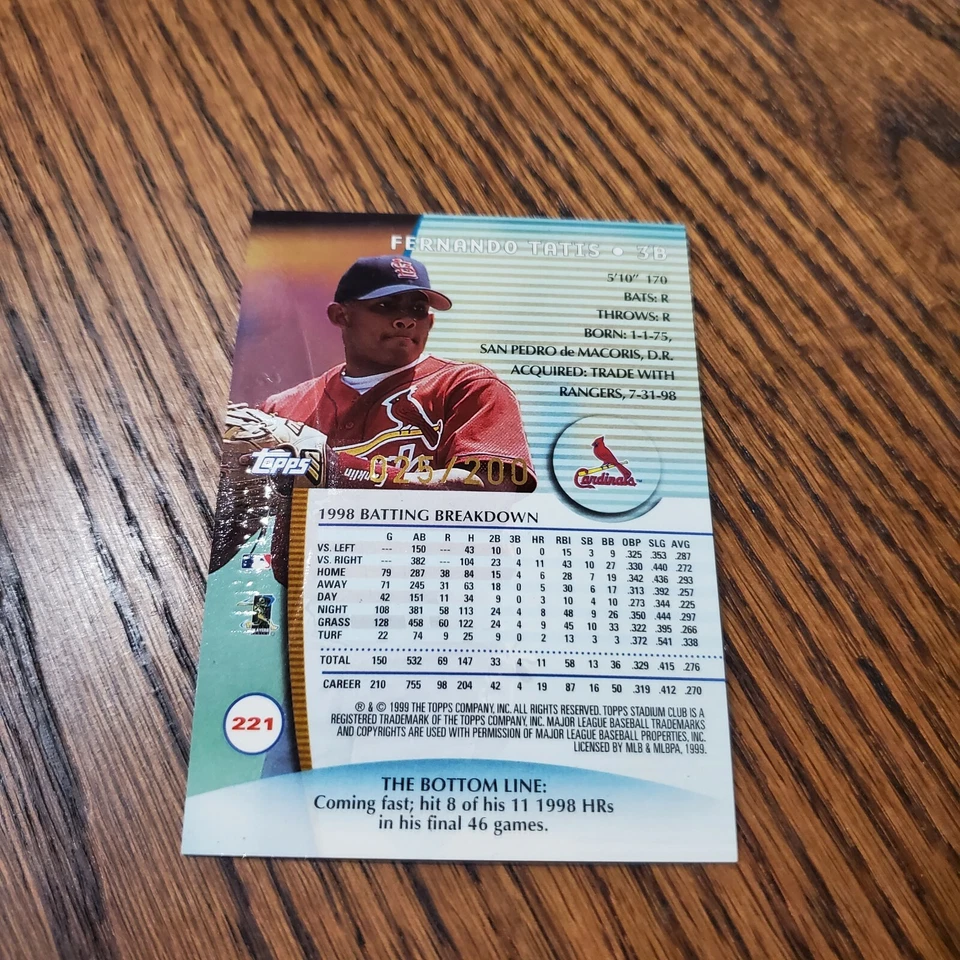 FERNANDO TATIS • 3B
5'10" 170
BATS: R
THROWS: R
BORN: 1-1-75,
SAN PEDRO de MACORIS, D.R.
ACQUIRED: TRADE WITH
RANGERS, 7-31-98
Topps
025/200
Cardinals
1998 BATTING BREAKDOWN
G AB R H 2B 3B HR RBI SB BB OBP SLG AVG
VS. LEFT --- 150 --- 43 10 0 0 15 3 9 .325 .353 .287
VS. RIGHT --- 382 --- 104 23 4 11 43 10 27 .330 .440 .272
HOME 79 287 38 84 15 4 6 28 7 19 .342 .436 .293
AWAY 71 245 31 63 18 0 5 30 6 17 .313 .392 .257
DAY 42 151 11 34 9 0 3 10 4 10 .273 .344 .225
NIGHT 108 381 58 113 24 4 8 48 9 26 .350 .444 .297
GRASS 128 458 60 122 24 4 9 45 10 33 .322 .395 .266
TURF 22 74 9 25 9 0 2 13 3 3 .372 .541 .338
TOTAL 150 532 69 147 33 4 11 58 13 36 .329 .415 .276
CAREER 210 755 98 204 42 4 19 87 16 50 .319 .412 .270
® & © 1999 THE TOPPS COMPANY, INC. ALL RIGHTS RESERVED. TOPPS STADIUM CLUB IS A
REGISTERED TRADEMARK OF THE TOPPS COMPANY, INC. MAJOR LEAGUE BASEBALL TRADEMARKS
AND COPYRIGHTS ARE USED WITH PERMISSION OF MAJOR LEAGUE BASEBALL PROPERTIES, INC.
LICENSED BY MLB & MLBPA, 1999.
221
THE BOTTOM LINE:
Coming fast; hit 8 of his 11 1998 HRs
in his final 46 games.